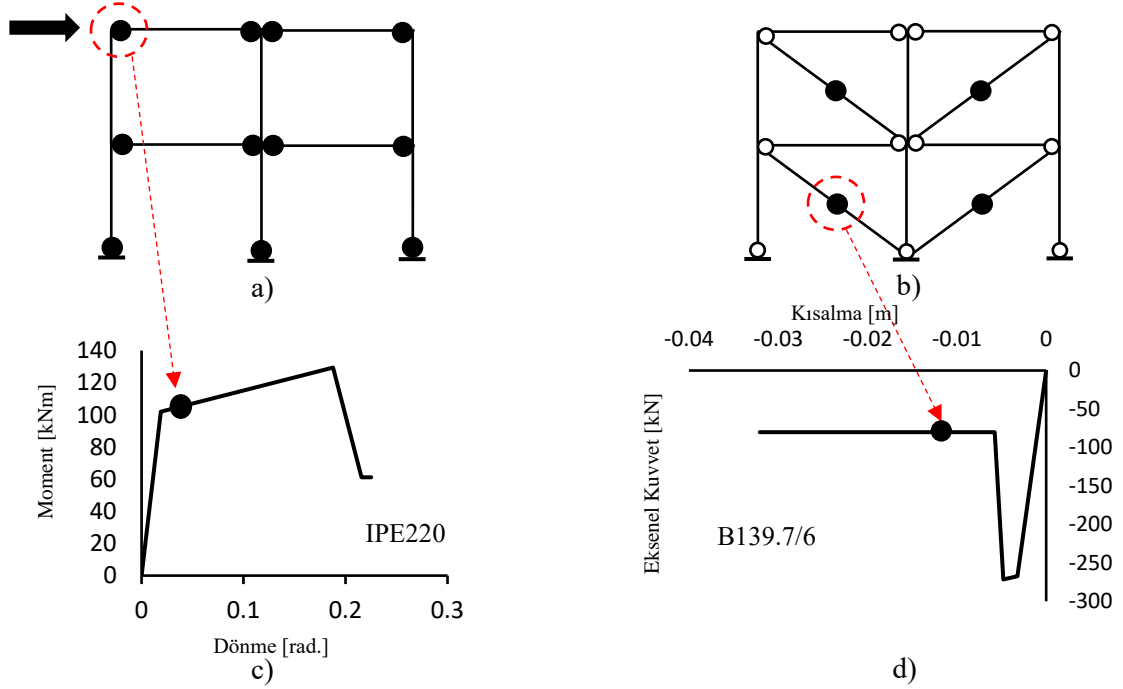 a)
b)
140
120
100
80
60
40
20
0
Moment [kNm]
0
0.1
0.2
0.3
Dönme [rad.]
IPE220
c)
Kısalma [m]
-0.04
-0.03
-0.02
-0.01
0
0
-50
-100
-150
-200
-250
-300
Eksenel Kuvvet [kN]
B139.7/6
d)